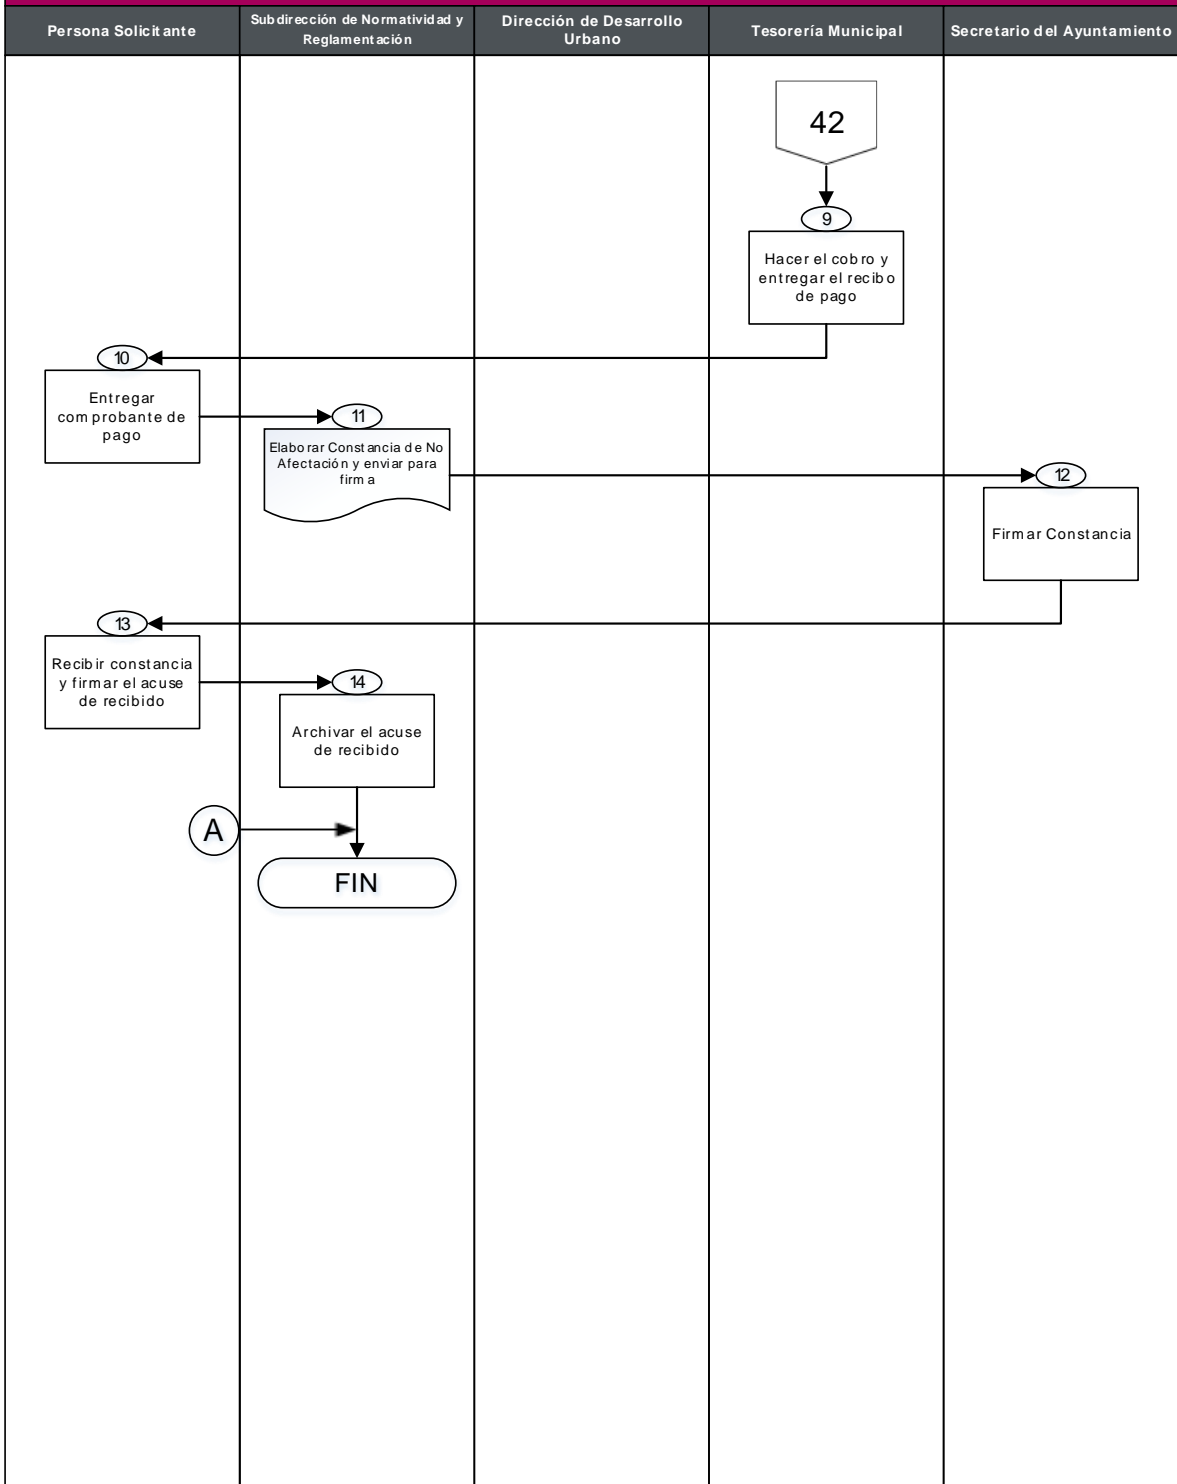 Persona Solicitante
Subdirección de Normatividad y
Reglamentación
Dirección de Desarrollo
Urbano
Tesorería Municipal
Secretario del Ayuntamiento
42
9
Hacer el cobro y
entregar el recibo
de pago
10
Entregar
comprobante de
pago
11
Elaborar Constancia de No
Afectación y enviar para
firma
12
Firmar Constancia
13
Recibir constancia
y firmar el acuse
de recibido
14
Archivar el acuse
de recibido
A
FIN